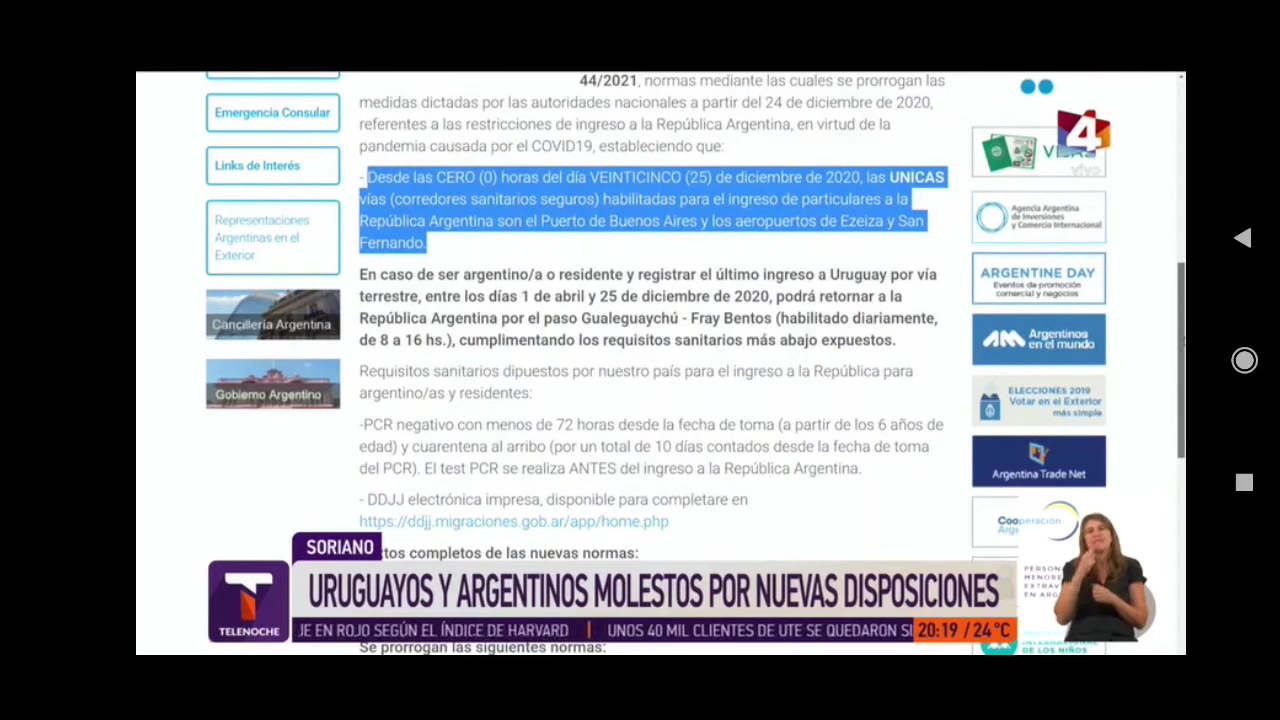 44/2021, normas mediante las cuales se prorrogan las
medidas dictadas por las autoridades nacionales a partir del 24 de diciembre de 2020,
referentes a las restricciones de ingreso a la República Argentina, en virtud de la
pandemia causada por el COVID19, estableciendo que:
- Desde las CERO (0) horas del día VEINTICINCO (25) de diciembre de 2020, las UNICAS
vías (corredores sanitarios seguros) habilitadas para el ingreso de particulares a la
República Argentina son el Puerto de Buenos Aires y los aeropuertos de Ezeiza y San
Fernando.
En caso de ser argentino/a o residente y registrar el último ingreso a Uruguay por vía
terrestre, entre los días 1 de abril y 25 de diciembre de 2020, podrá retornar a la
República Argentina por el paso Gualeguaychú - Fray Bentos (habilitado diariamente,
de 8 a 16 hs.), cumplimentando los requisitos sanitarios más abajo expuestos.
Requisitos sanitarios dipuestos por nuestro país para el ingreso a la República para
argentino/as y residentes:
-PCR negativo con menos de 72 horas desde la fecha de toma (a partir de los 6 años de
edad) y cuarentena al arribo (por un total de 10 días contados desde la fecha de toma
del PCR). El test PCR se realiza ANTES del ingreso a la República Argentina.
- DDJJ electrónica impresa, disponible para completare en
https://ddjj.migraciones.gob.ar/app/home.php
completos de las nuevas normas:
Se prorrogan las siguientes normas:
Emergencia Consular
Links de Interés
Representaciones
Argentinas en el
Exterior
Cancillería Argentina
Gobierno Argentino
4
vivo
Agencia Argentina
de Inversiones
y Comercio Internacional
ARGENTINE DAY
Eventos de promoción
comercial y negocios
Argentinos
en el mundo
ELECCIONES 2019
Votar en el Exterior
más simple
Argentina Trade Net
Cooperación
DE LOS NIÑOS
SORIANO
URUGUAYOS Y ARGENTINOS MOLESTOS POR NUEVAS DISPOSICIONES
T
TELENOCHE
JE EN ROJO SEGÚN EL ÍNDICE DE HARVARD | UNOS 40 MIL CLIENTES DE UTE SE QUEDARON
20:19 / 24°C